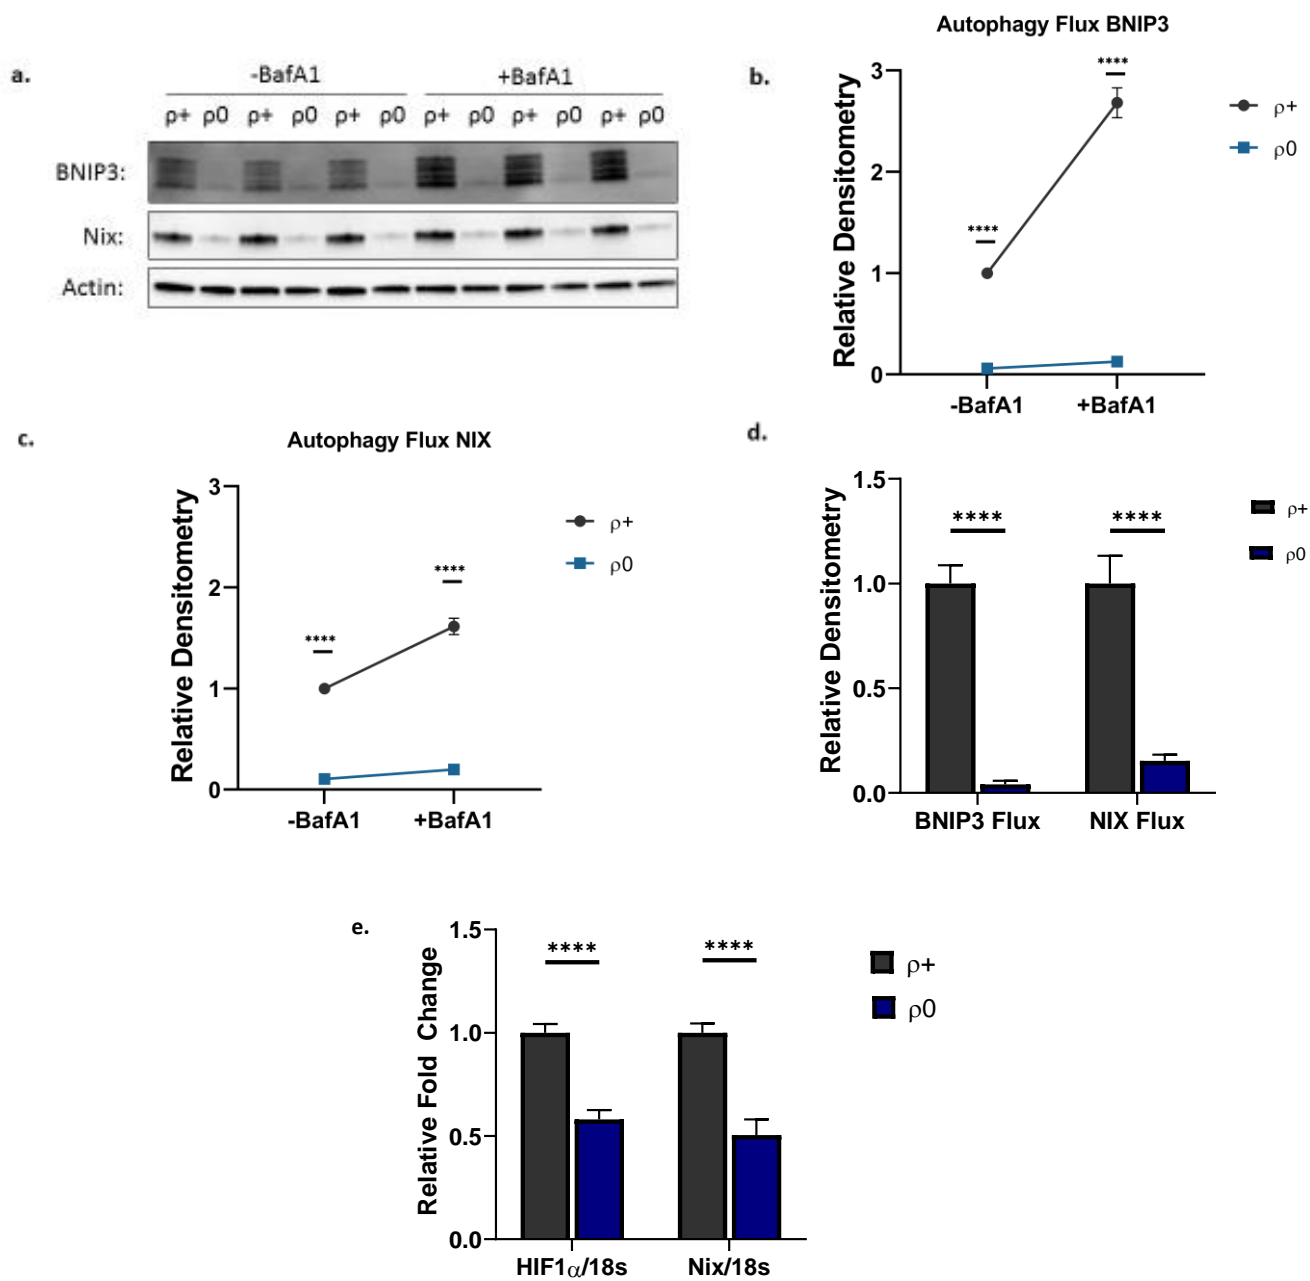 a.
-BafA1 +BafA1
ρ+ ρ0 ρ+ ρ0 ρ+ ρ0 ρ+ ρ0 ρ+ ρ0 ρ+ ρ0
BNIP3:
Nix:
Actin:
b.
Autophagy Flux BNIP3
Relative Densitometry
3
2
1
0
****
****
-BafA1 +BafA1
ρ+
ρ0
c.
Autophagy Flux NIX
Relative Densitometry
3
2
1
0
****
****
-BafA1 +BafA1
ρ+
ρ0
d.
Relative Densitometry
1.5
1.0
0.5
0.0
**** ****
BNIP3 Flux NIX Flux
ρ+
ρ0
e.
Relative Fold Change
1.5
1.0
0.5
0.0
**** ****
HIF1α/18s Nix/18s
ρ+
ρ0